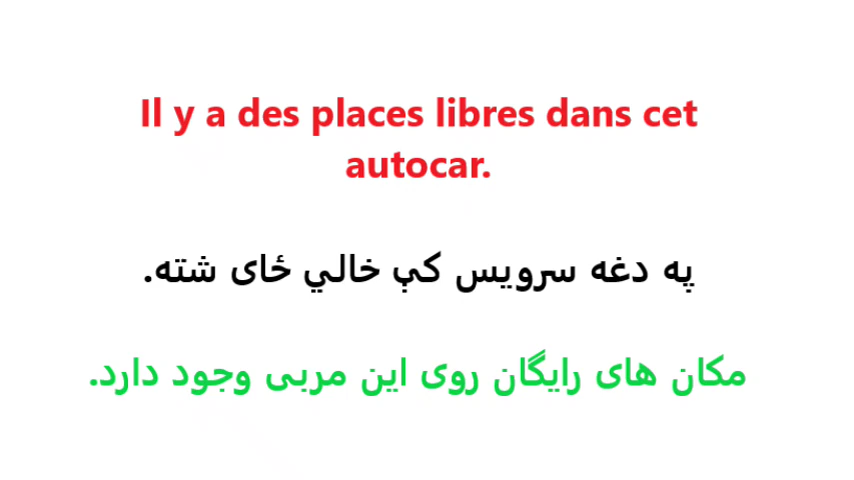 Il y a des places libres dans cet
autocar.
په دغه سرویس کې خالي ځای شته.
مکان های رایگان روی این مربی وجود دارد.